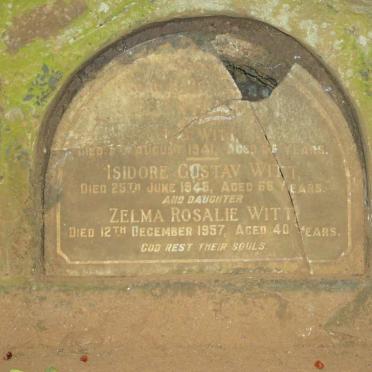 Witt
Died August 1941, Aged Years.
Isidore Gustav Witt
Died 25th June 1948, Aged 66 Years.
and daughter
Zelma Rosalie Witt
Died 12th December 1957, Aged 40 Years.
God rest their souls.